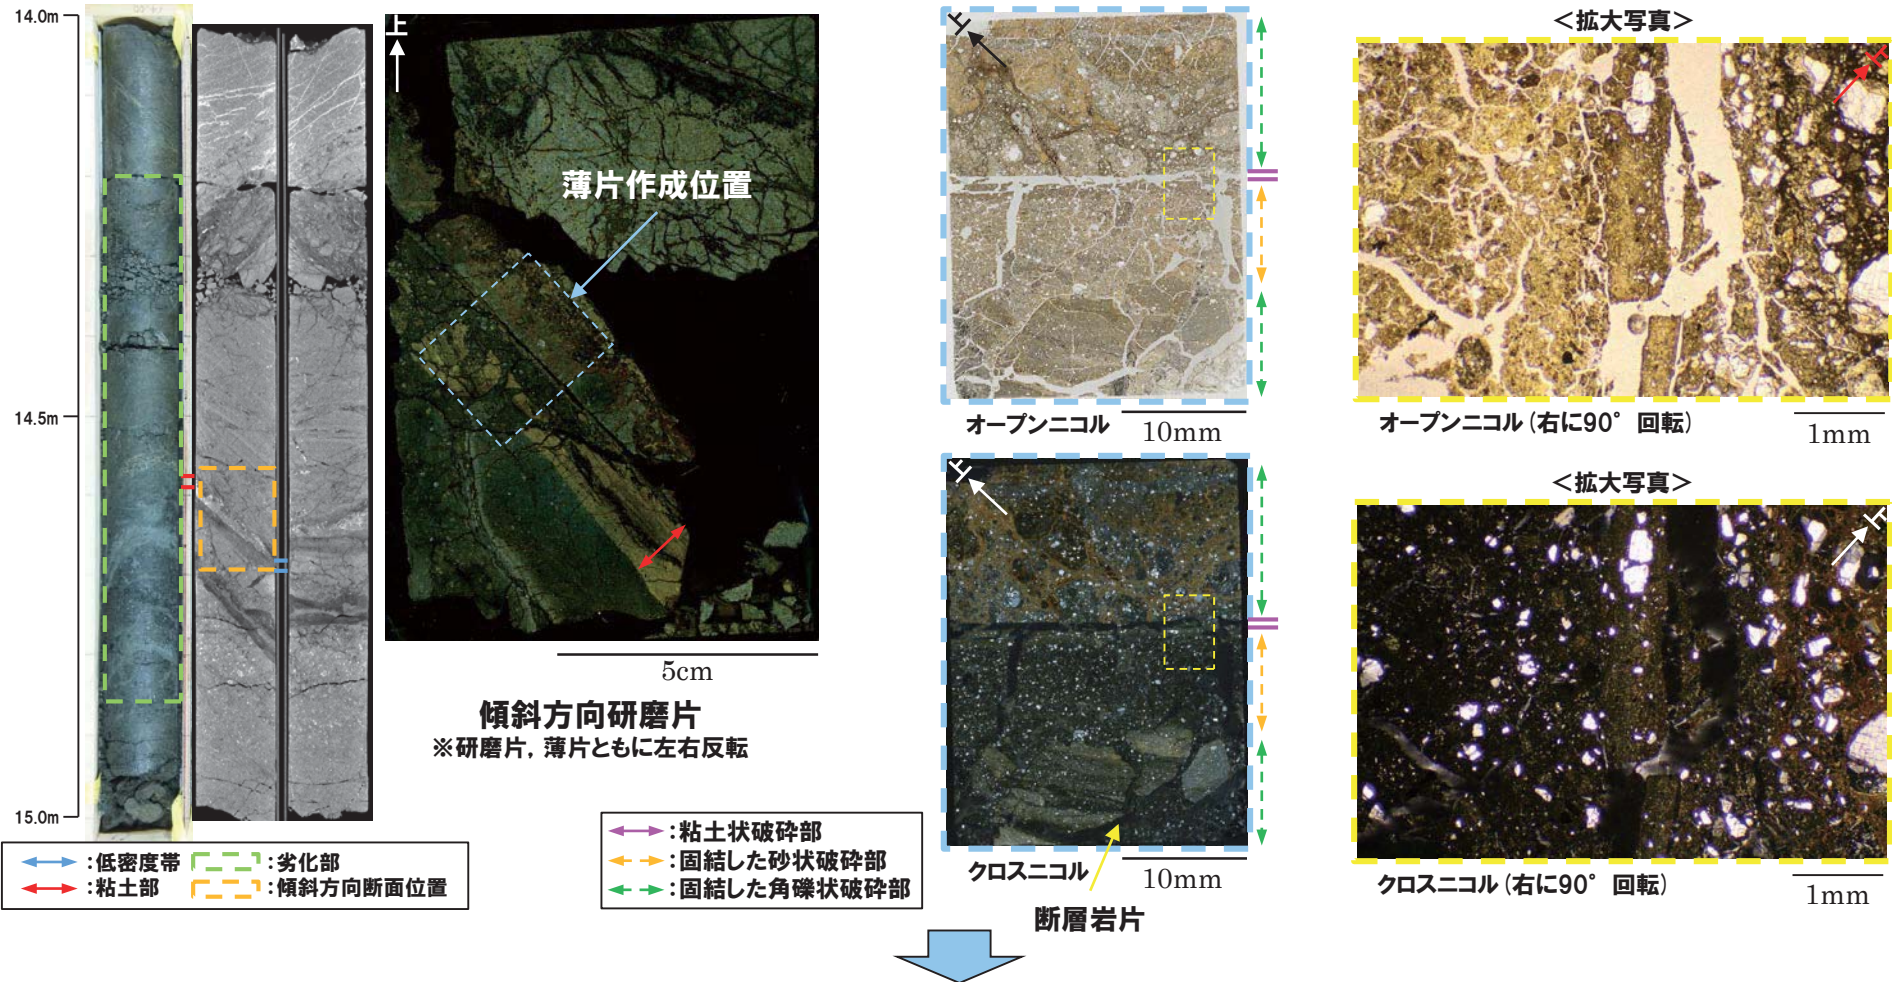 14.0m
14.5m
15.0m
上
薄片作成位置
5cm
傾斜方向研磨片
※研磨片，薄片ともに左右反転
:低密度帯
:劣化部
:粘土部
:傾斜方向断面位置
:粘土状破砕部
:固結した砂状破砕部
:固結した角礫状破砕部
上
オープンニコル
10mm
上
クロスニコル
10mm
断層岩片
<拡大写真>
上
オープンニコル (右に90° 回転)
1mm
<拡大写真>
上
クロスニコル (右に90° 回転)
1mm